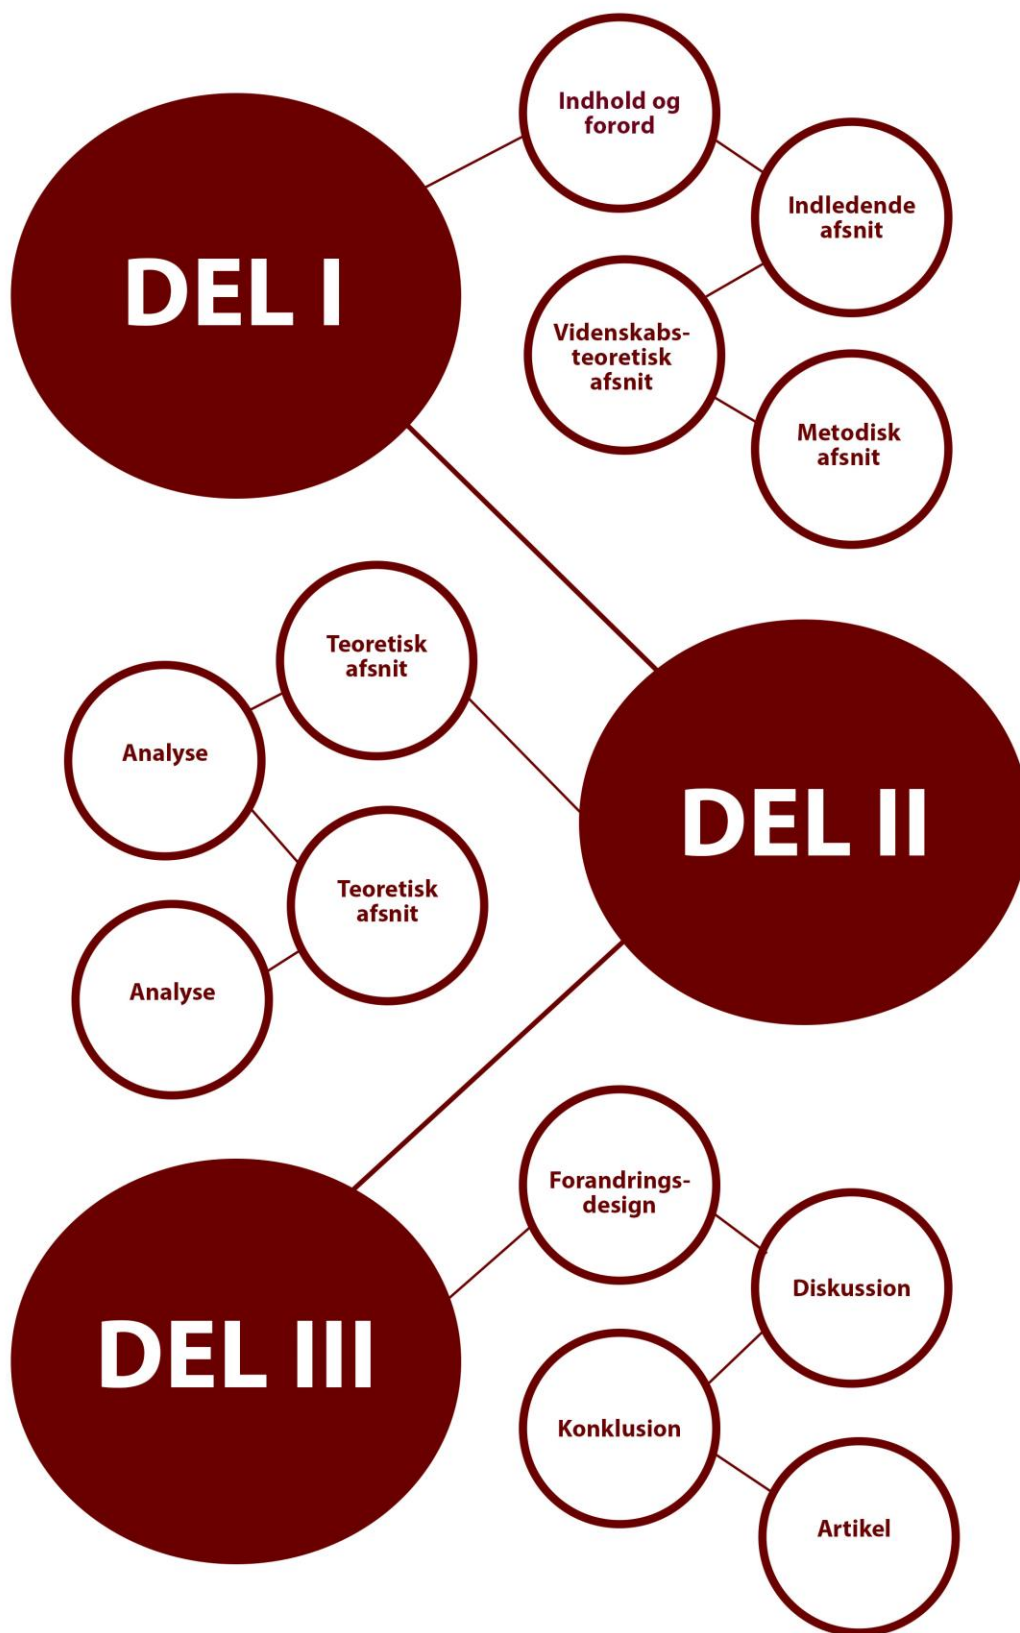 DEL I
Indhold og
forord
Indledende
afsnit
Videnskabs-
teoretisk
afsnit
Metodisk
afsnit
DEL II
Teoretisk
afsnit
Analyse
Teoretisk
afsnit
Analyse
DEL III
Forandrings-
design
Diskussion
Konklusion
Artikel